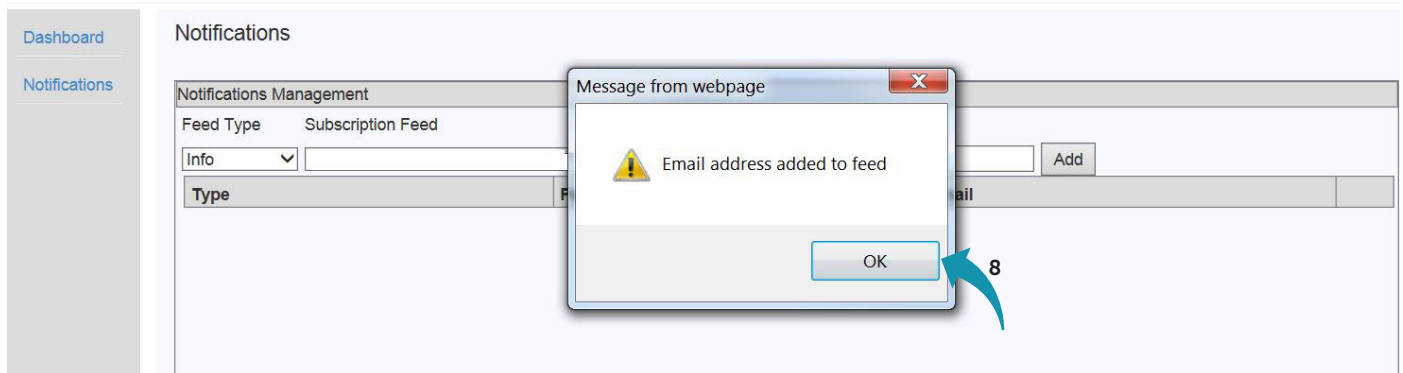 Dashboard
Notifications
Notifications
Notifications Management
Feed Type Subscription Feed
Info Add
Type
Message from webpage
Email address added to feed
OK
8